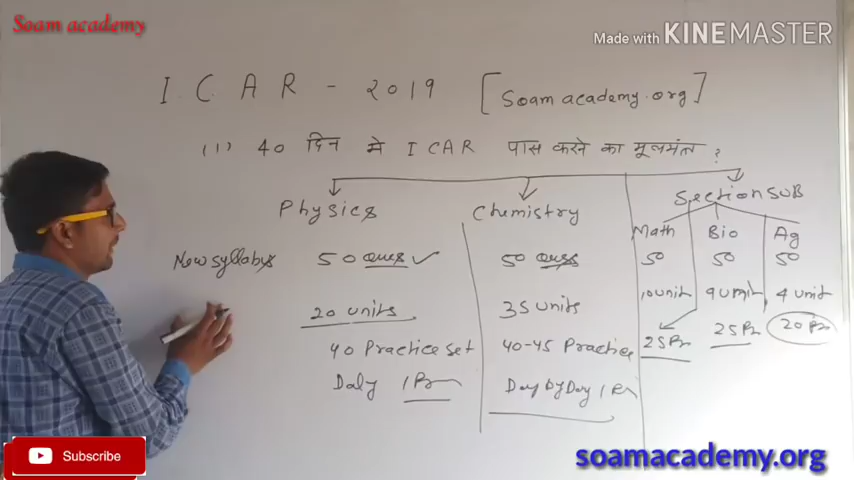 Soam academy
Made with KINEMASTER
I C A R - 2019 [Soam academy.org]
(1) 40 दिन मे ICAR पास करने का मूलमंत्र ?
Physics Chemistry Section SUB
Math Bio Ag
New syllabus 50 Ques ✓ 50 Ques 50 50 50
20 units 35 units 10 unit 9 unit 4 unit
40 Practice set 40-45 Practice 25 Pr 25 Pr 20 Pr
Daly 1 Pr Day by Day 1 Pr
Subscribe
soamacademy.org